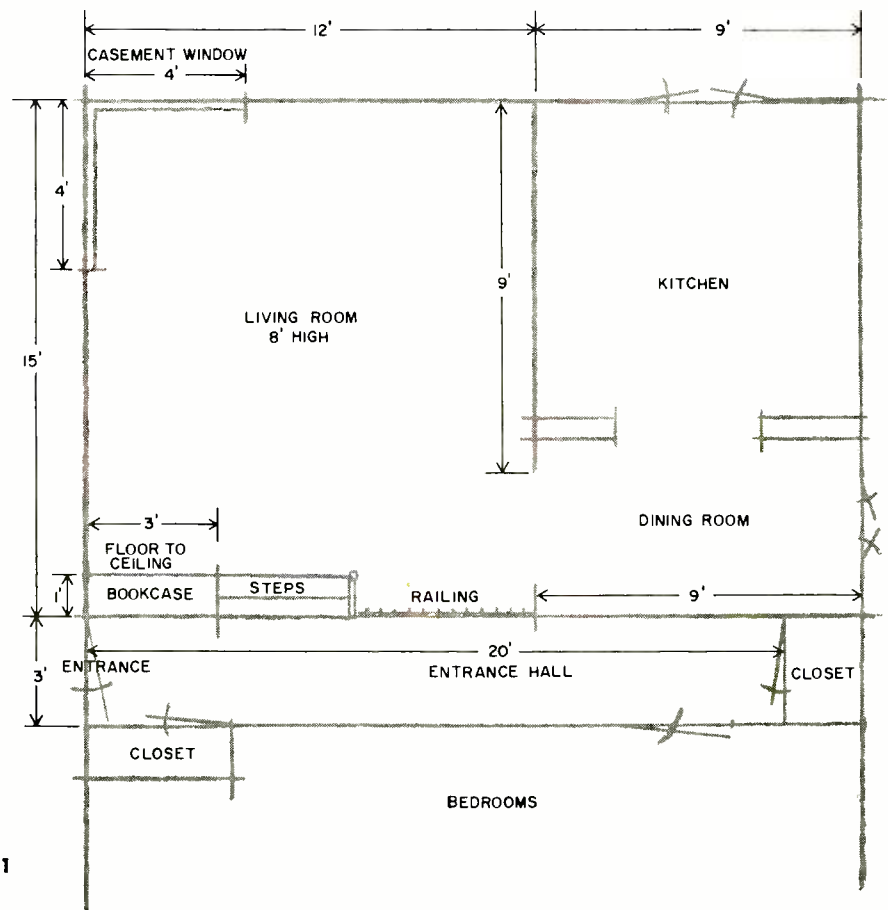 12'
9'
CASEMENT WINDOW
4'
4'
9'
KITCHEN
LIVING ROOM
8' HIGH
15'
3'
DINING ROOM
FLOOR TO
CEILING
1'
BOOKCASE
STEPS
RAILING
9'
20'
3'
ENTRANCE
ENTRANCE HALL
CLOSET
CLOSET
BEDROOMS
1